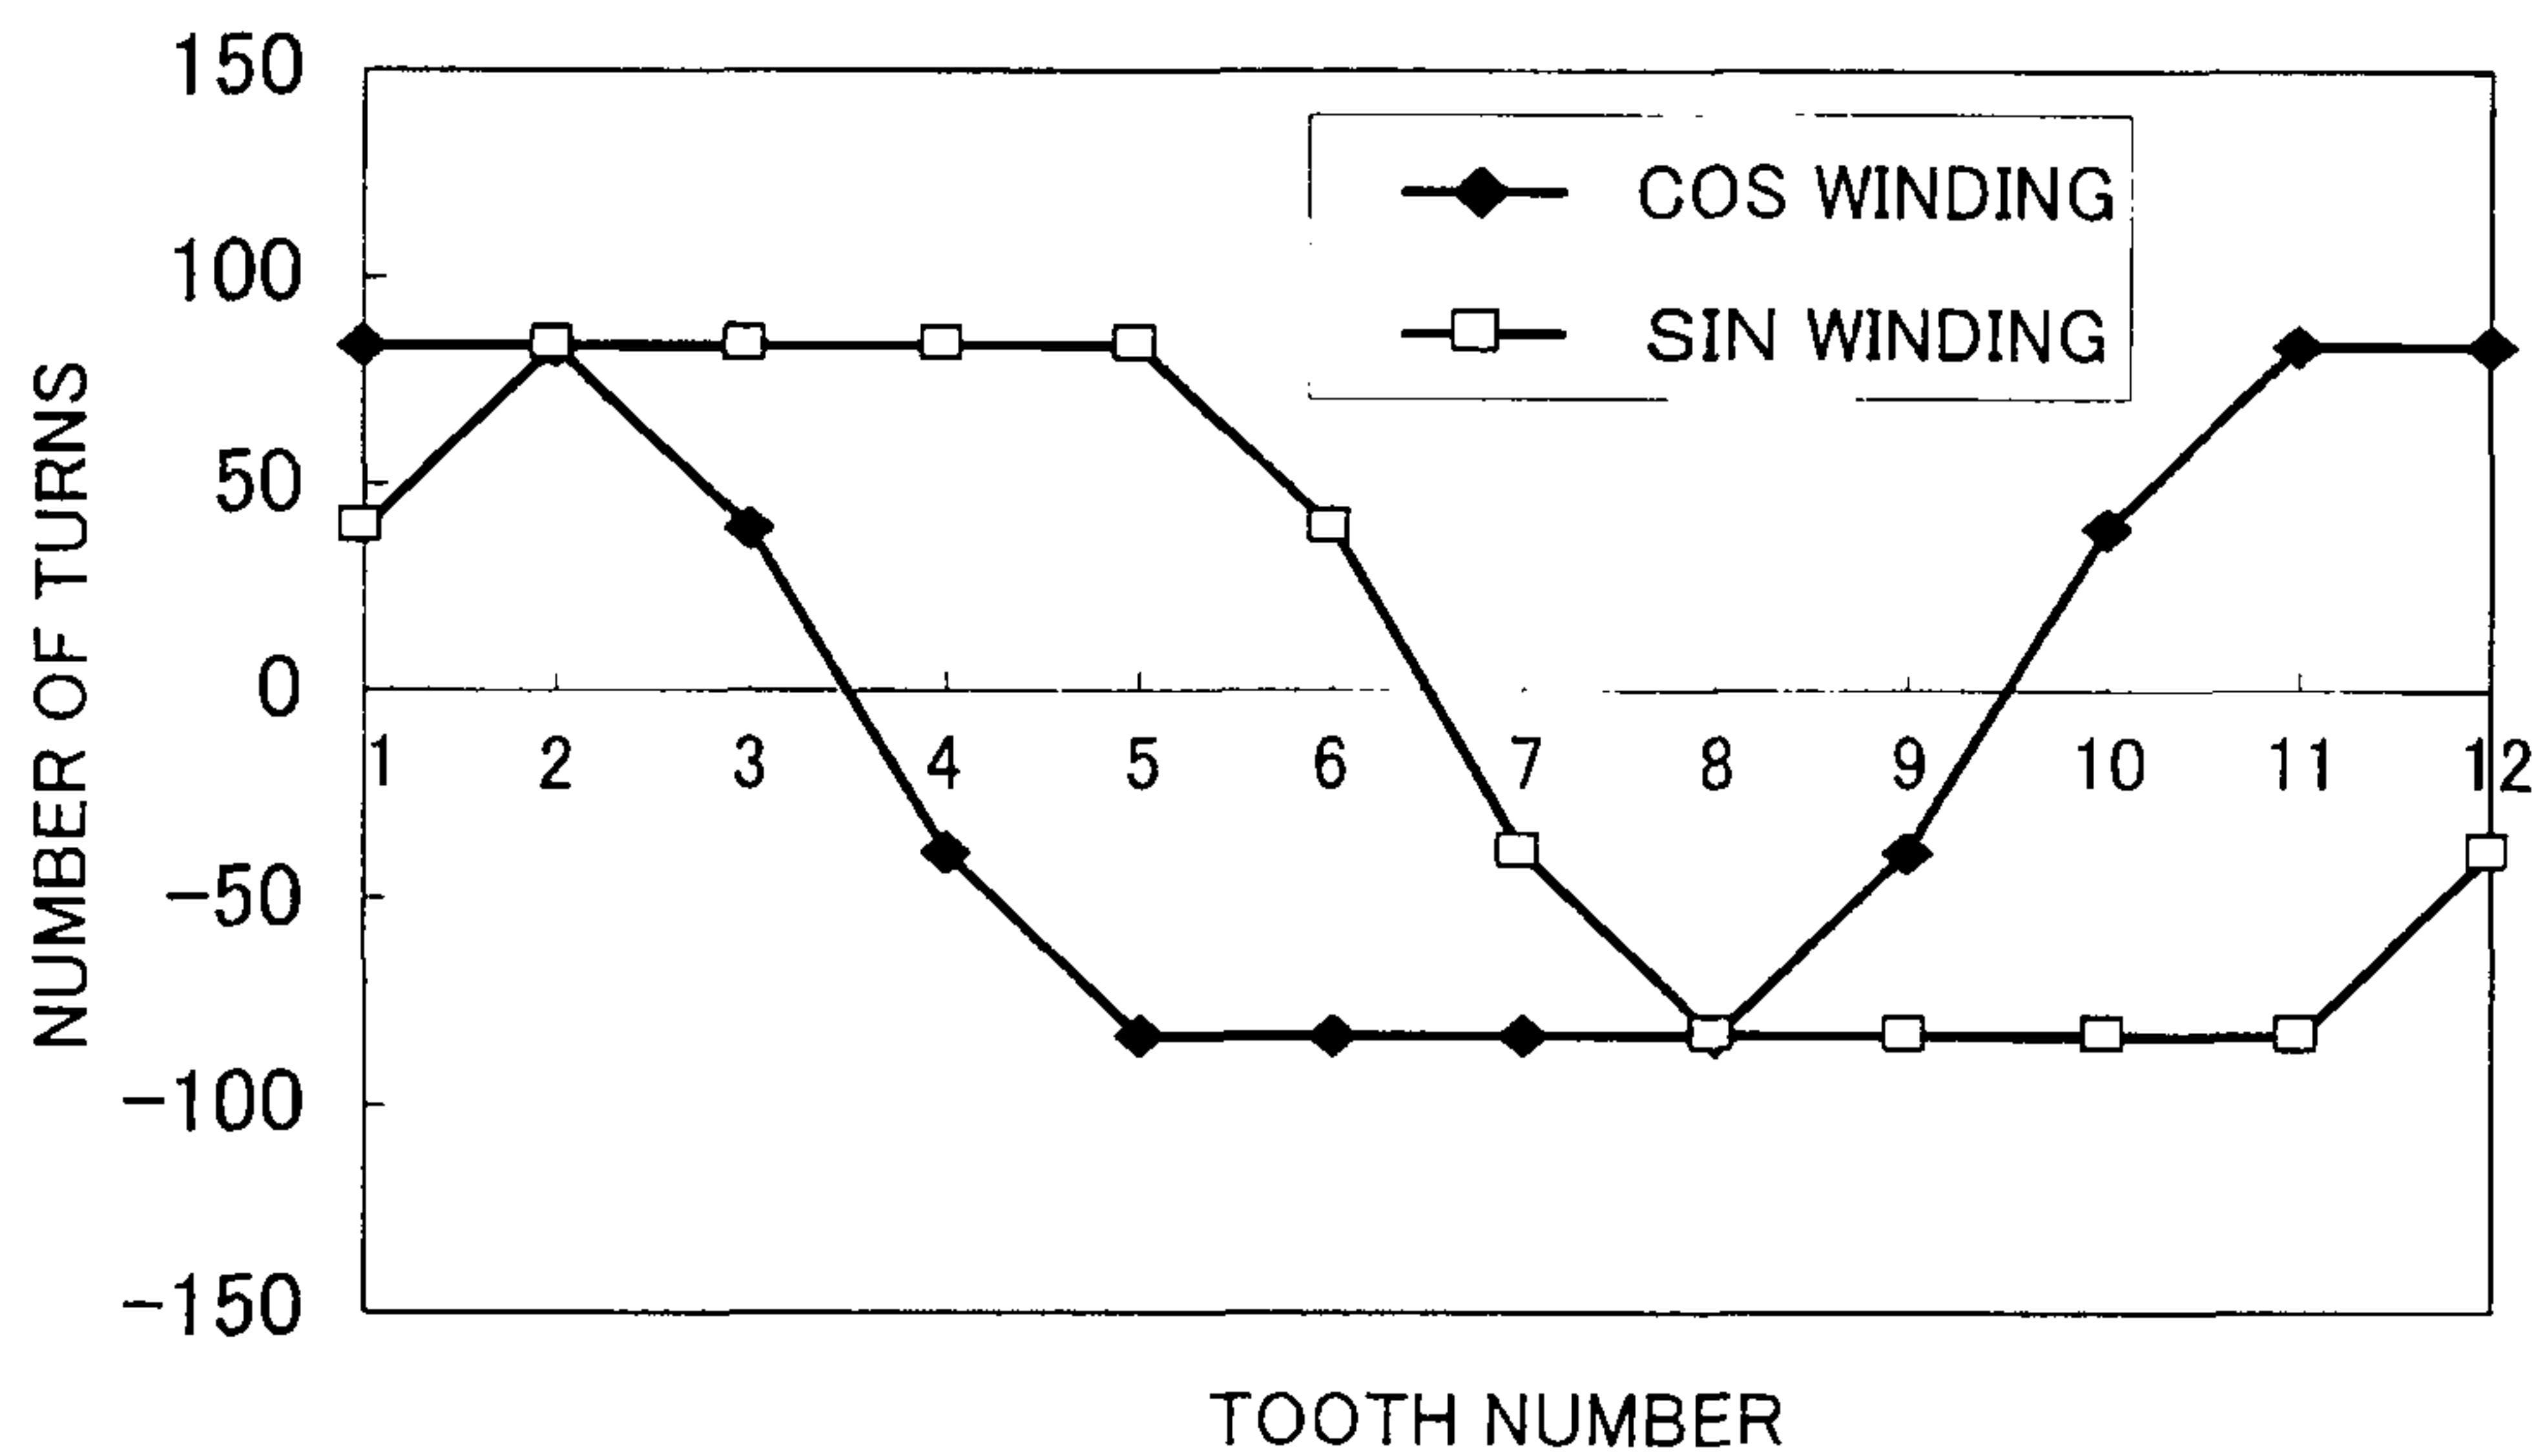 150
100
50
0
-50
-100
-150
NUMBER OF TURNS
COS WINDING
SIN WINDING
1 2 3 4 5 6 7 8 9 10 11 12
TOOTH NUMBER